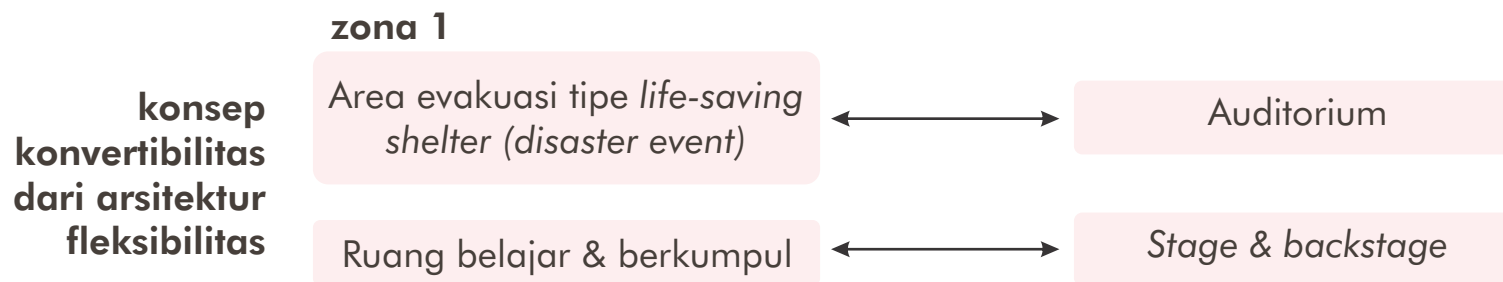 zona 1
konsep
konvertibilitas
dari arsitektur
fleksibilitas
Area evakuasi tipe life-saving
shelter (disaster event)
Auditorium
Ruang belajar & berkumpul
Stage & backstage